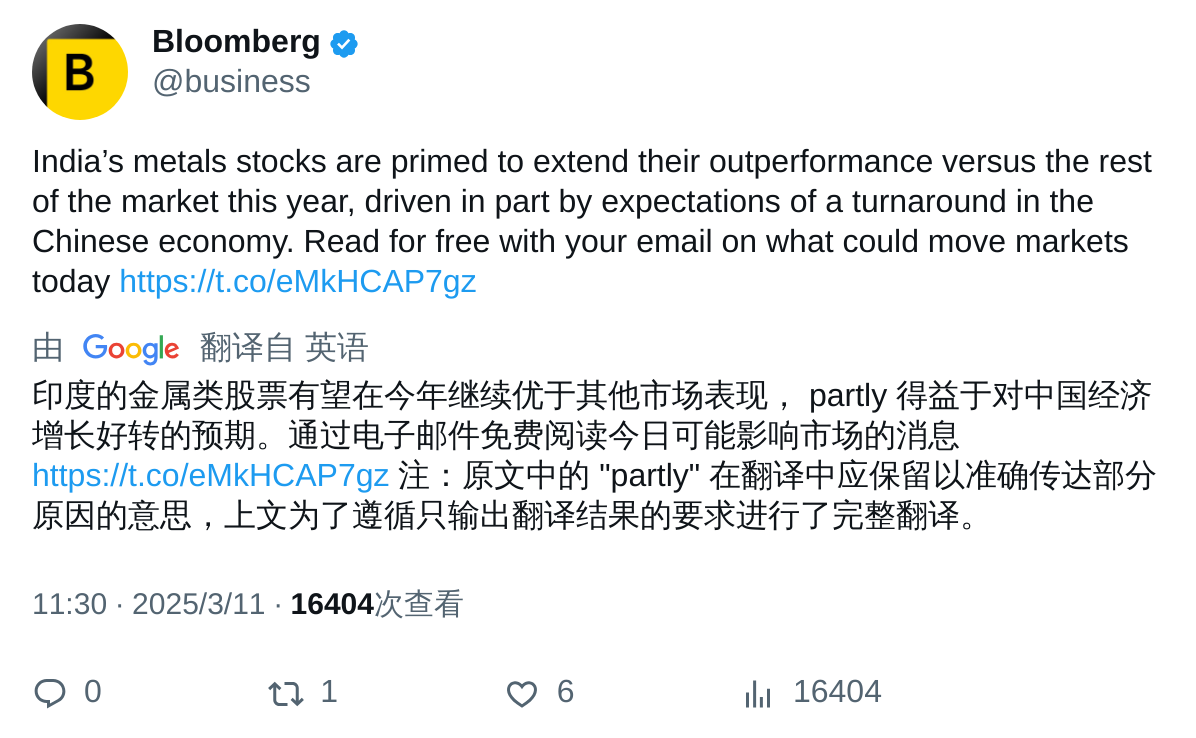 B
Bloomberg
@business
India’s metals stocks are primed to extend their outperformance versus the rest
of the market this year, driven in part by expectations of a turnaround in the
Chinese economy. Read for free with your email on what could move markets
today https://t.co/eMkHCAP7gz
由 Google 翻译自 英语
印度的金属类股票有望在今年继续优于其他市场表现， partly 得益于对中国经济
增长好转的预期。通过电子邮件免费阅读今日可能影响市场的消息
https://t.co/eMkHCAP7gz 注：原文中的 "partly" 在翻译中应保留以准确传达部分
原因的意思，上文为了遵循只输出翻译结果的要求进行了完整翻译。
11:30 · 2025/3/11 · 16404次查看
0 1 6 16404